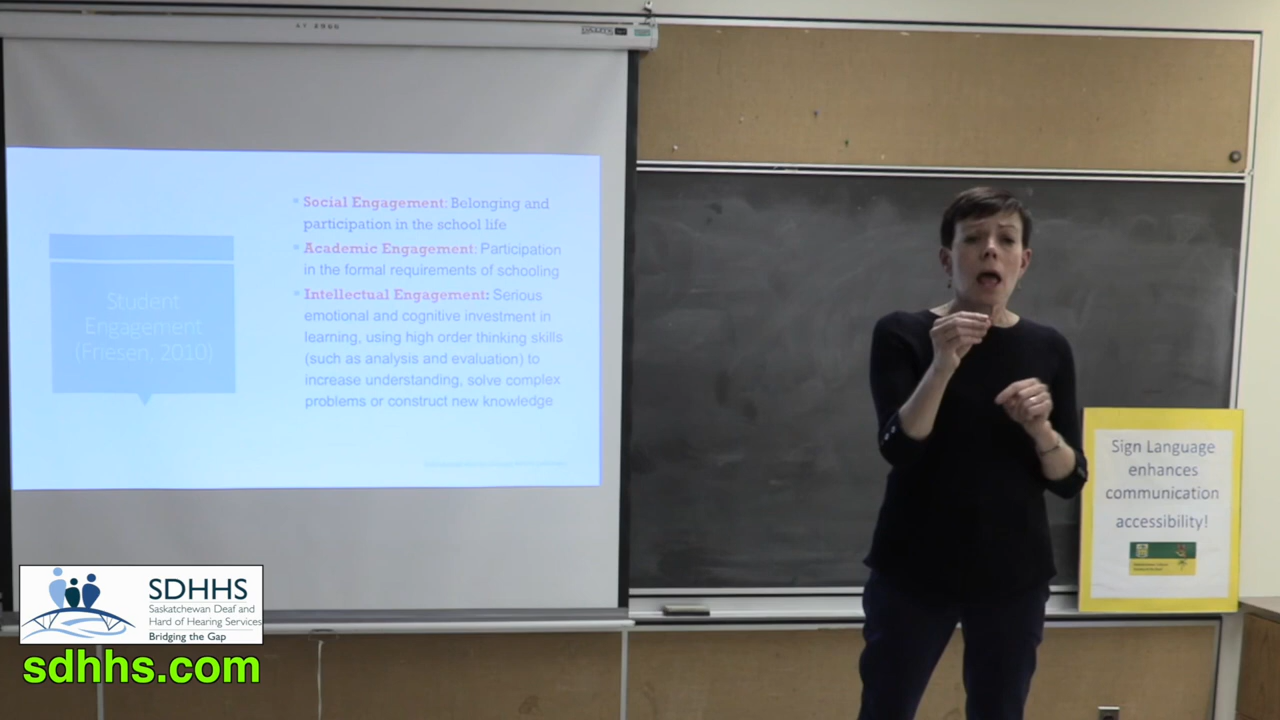 Student
Engagement
(Friesen, 2010)
Social Engagement: Belonging and
participation in the school life
Academic Engagement: Participation
in the formal requirements of schooling
Intellectual Engagement: Serious
emotional and cognitive investment in
learning, using high order thinking skills
(such as analysis and evaluation) to
increase understanding, solve complex
problems or construct new knowledge
Sign Language
enhances
communication
accessibility!
SDHHS
Saskatchewan Deaf and
Hard of Hearing Services
Bridging the Gap
sdhhs.com